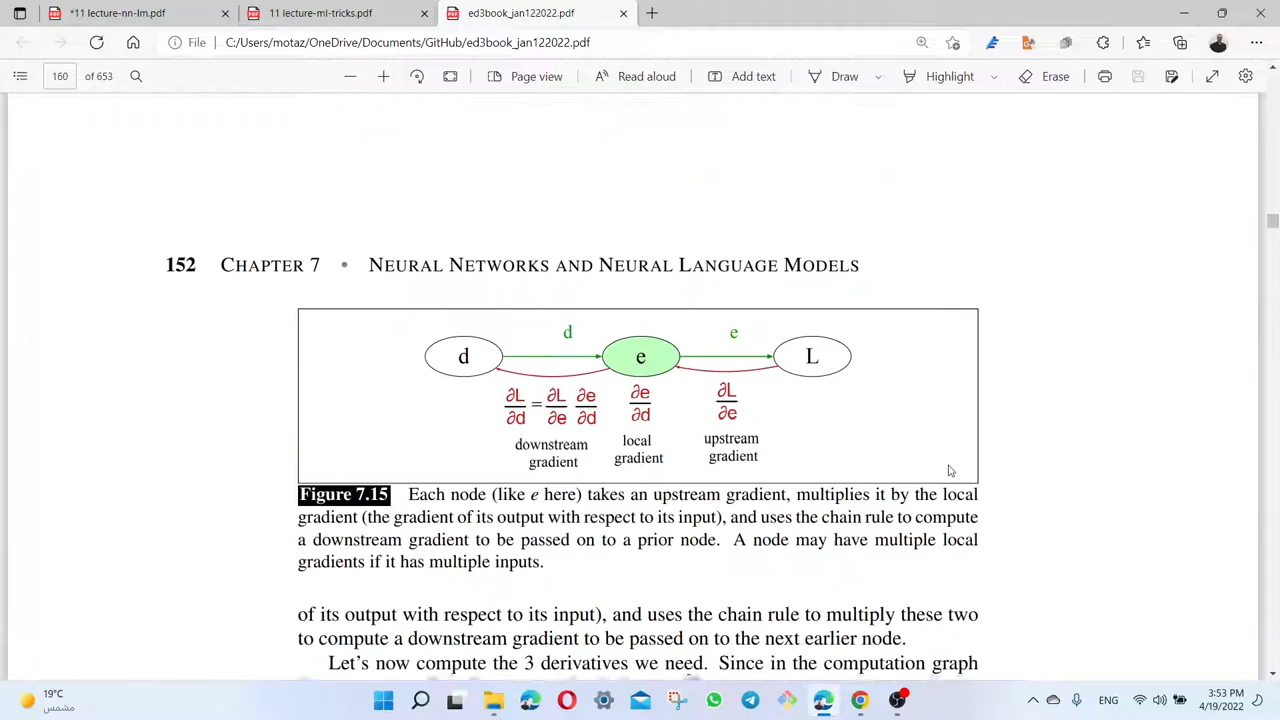 *11 lecture-nn-lm.pdf
11 lecture-ml-tricks.pdf
ed3book_jan122022.pdf
File
C:/Users/motaz/OneDrive/Documents/GitHub/ed3book_jan122022.pdf
160 of 653
Page view
Read aloud
Add text
Draw
Highlight
Erase
152 CHAPTER 7 • NEURAL NETWORKS AND NEURAL LANGUAGE MODELS
d e
d e L
∂L/∂d = ∂L/∂e ∂e/∂d ∂e/∂d ∂L/∂e
downstream gradient
local gradient
upstream gradient
Figure 7.15 Each node (like e here) takes an upstream gradient, multiplies it by the local
gradient (the gradient of its output with respect to its input), and uses the chain rule to compute
a downstream gradient to be passed on to a prior node. A node may have multiple local
gradients if it has multiple inputs.
of its output with respect to its input), and uses the chain rule to multiply these two
to compute a downstream gradient to be passed on to the next earlier node.
Let's now compute the 3 derivatives we need. Since in the computation graph
19°C
مشمس
ENG
3:53 PM
4/19/2022